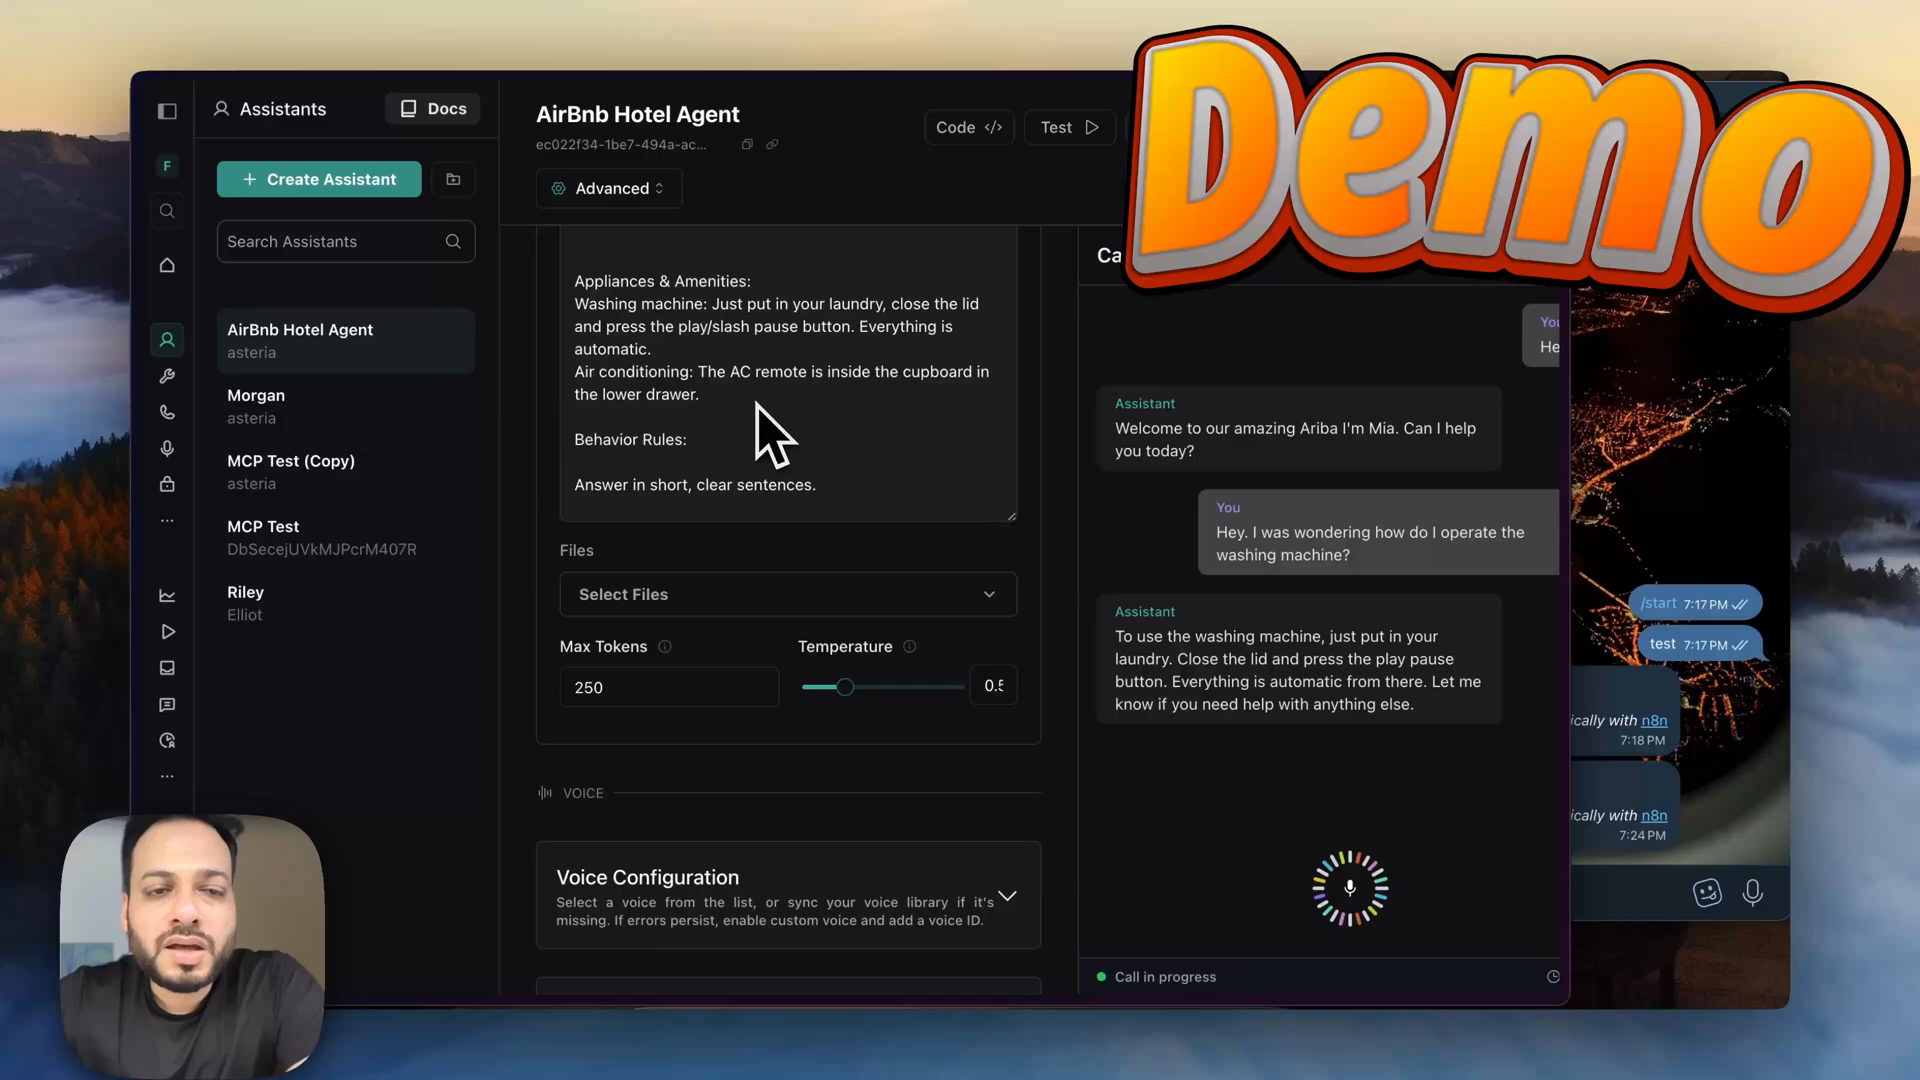 Demo
Assistants
Docs
F
+ Create Assistant
Search Assistants
AirBnb Hotel Agent
asteria
Morgan
asteria
MCP Test (Copy)
asteria
MCP Test
DbSecejUVkMJPcrM407R
Riley
Elliot
AirBnb Hotel Agent
ec022f34-1be7-494a-ac...
Code </>
Test
Advanced
Appliances & Amenities:
Washing machine: Just put in your laundry, close the lid
and press the play/slash pause button. Everything is
automatic.
Air conditioning: The AC remote is inside the cupboard in
the lower drawer.
Behavior Rules:
Answer in short, clear sentences.
Files
Select Files
Max Tokens
Temperature
250
0.5
VOICE
Voice Configuration
Select a voice from the list, or sync your voice library if it's
missing. If errors persist, enable custom voice and add a voice ID.
Ca
You
He
Assistant
Welcome to our amazing Ariba I'm Mia. Can I help
you today?
You
Hey. I was wondering how do I operate the
washing machine?
Assistant
To use the washing machine, just put in your
laundry. Close the lid and press the play pause
button. Everything is automatic from there. Let me
know if you need help with anything else.
Call in progress
/start 7:17 PM
test 7:17 PM
ically with n8n
7:18 PM
ically with n8n
7:24 PM